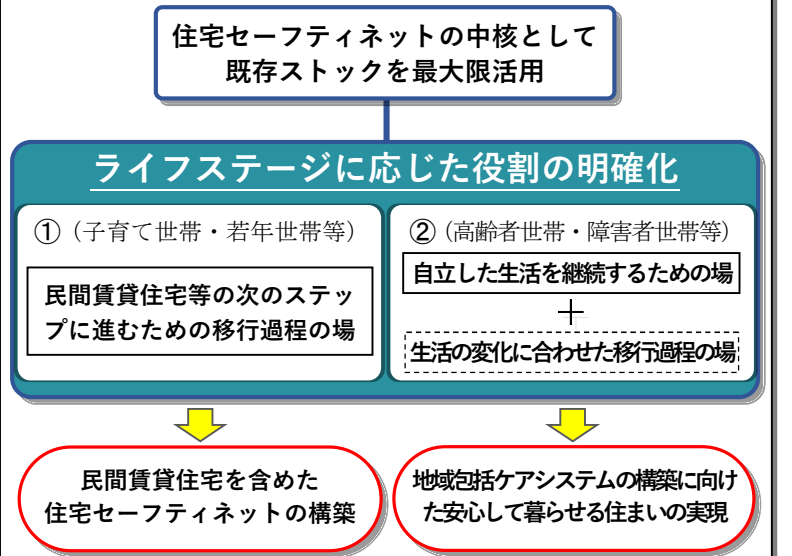 住宅セーフティネットの中核として
既存ストックを最大限活用
ライフステージに応じた役割の明確化
①（子育て世帯・若年世帯等）
民間賃貸住宅等の次のステッ
プに進むための移行過程の場
②（高齢者世帯・障害者世帯等）
自立した生活を継続するための場
＋
生活の変化に合わせた移行過程の場
民間賃貸住宅を含めた
住宅セーフティネットの構築
地域包括ケアシステムの構築に向け
た安心して暮らせる住まいの実現